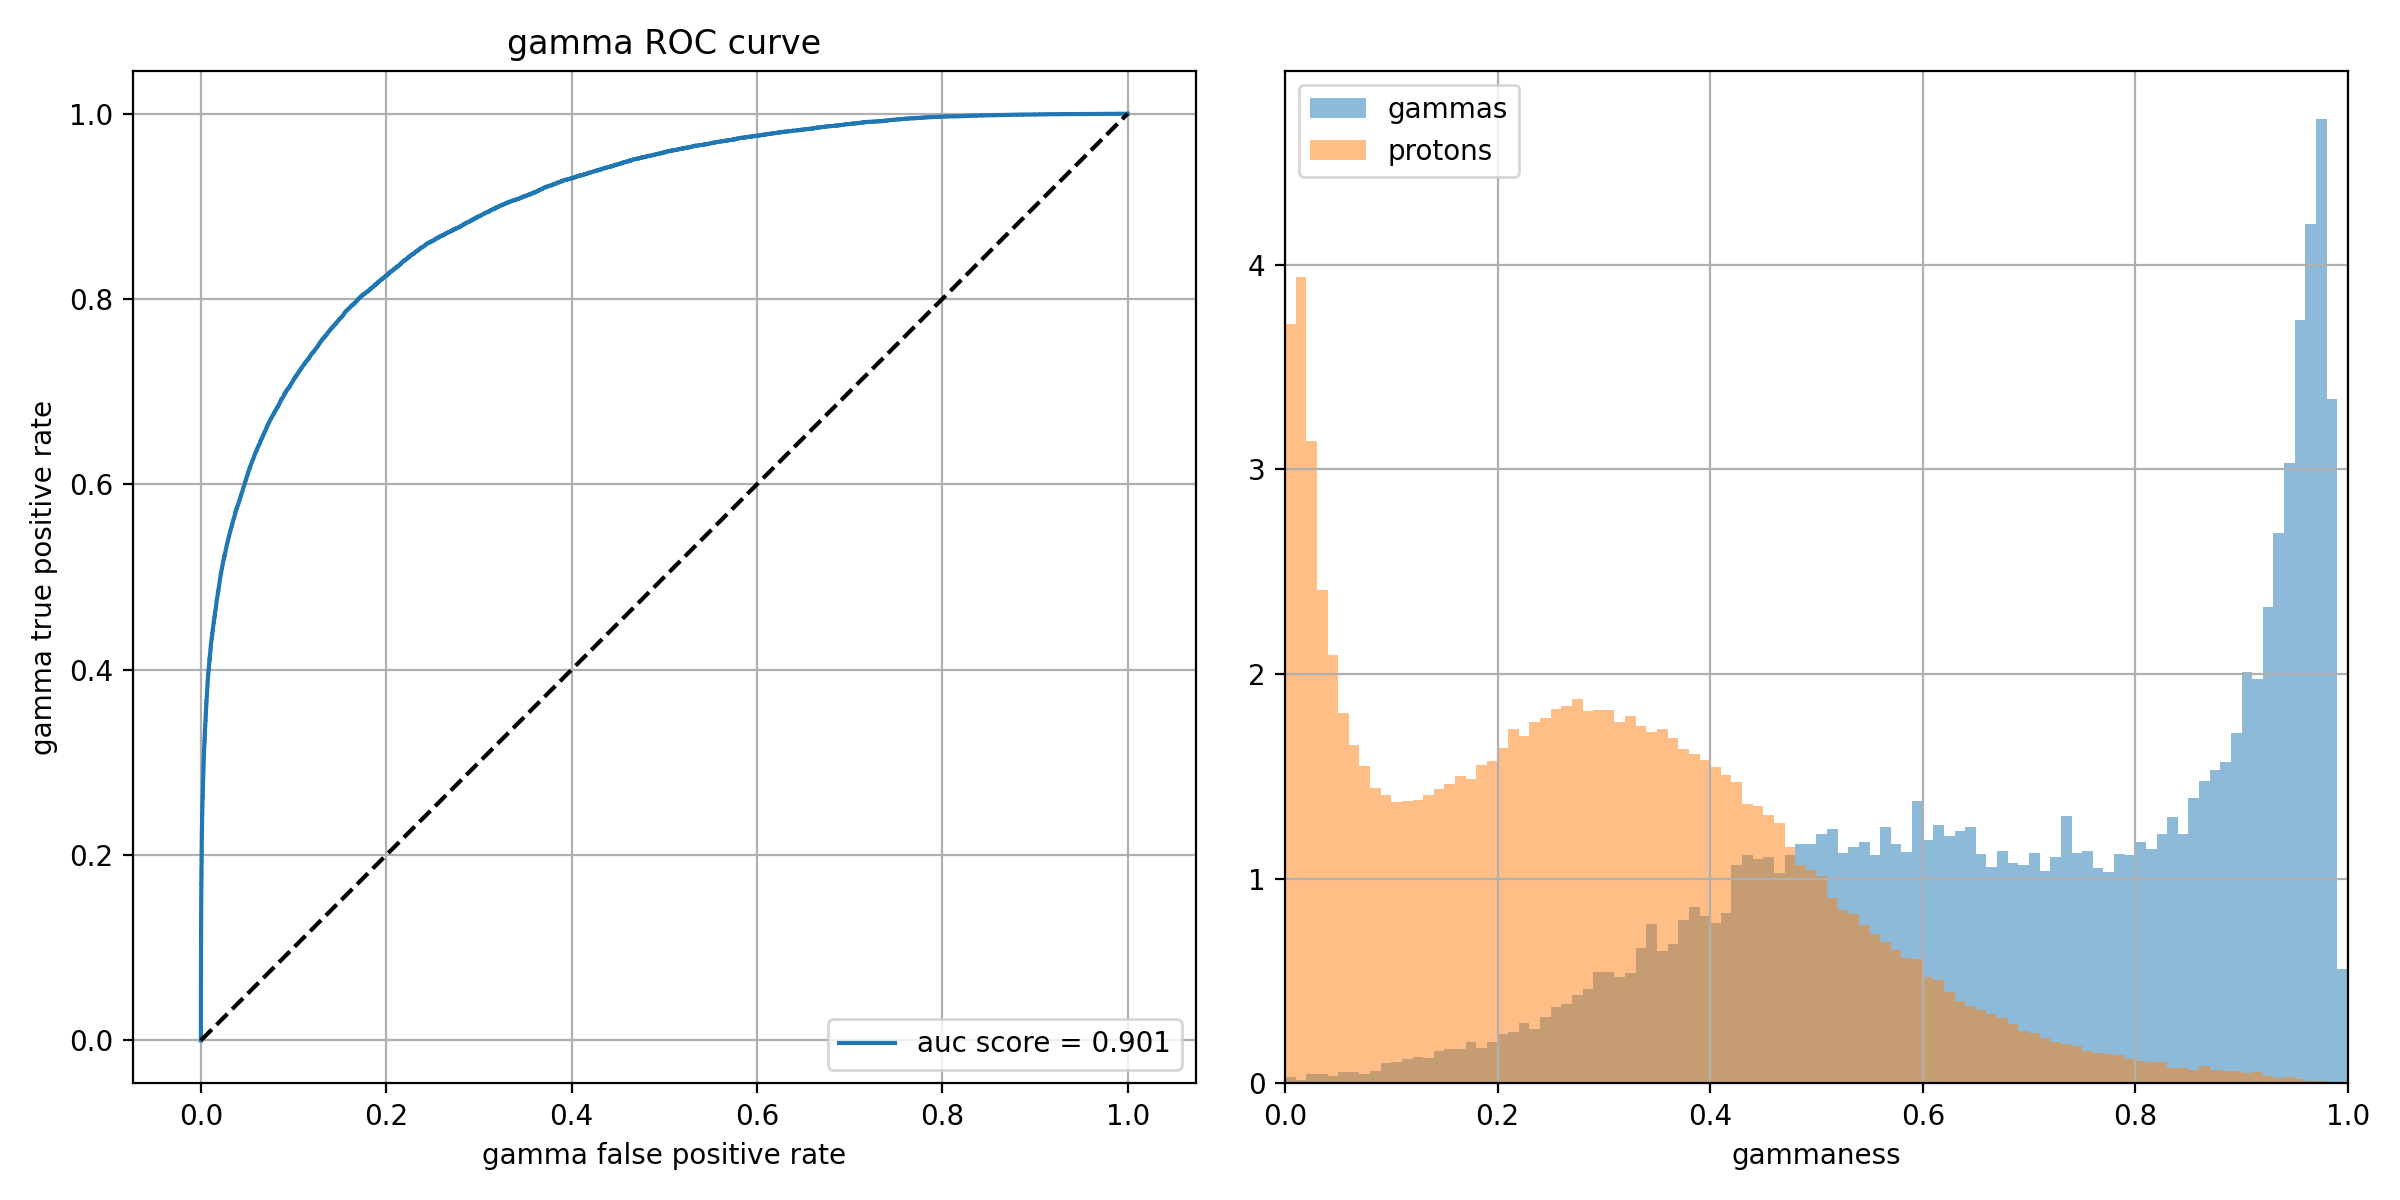 gamma ROC curve
gamma true positive rate
1.0
0.8
0.6
0.4
0.2
0.0
auc score = 0.901
0.0 0.2 0.4 0.6 0.8 1.0
gamma false positive rate
gammas
protons
4
3
2
1
0
0.0 0.2 0.4 0.6 0.8 1.0
gammaness